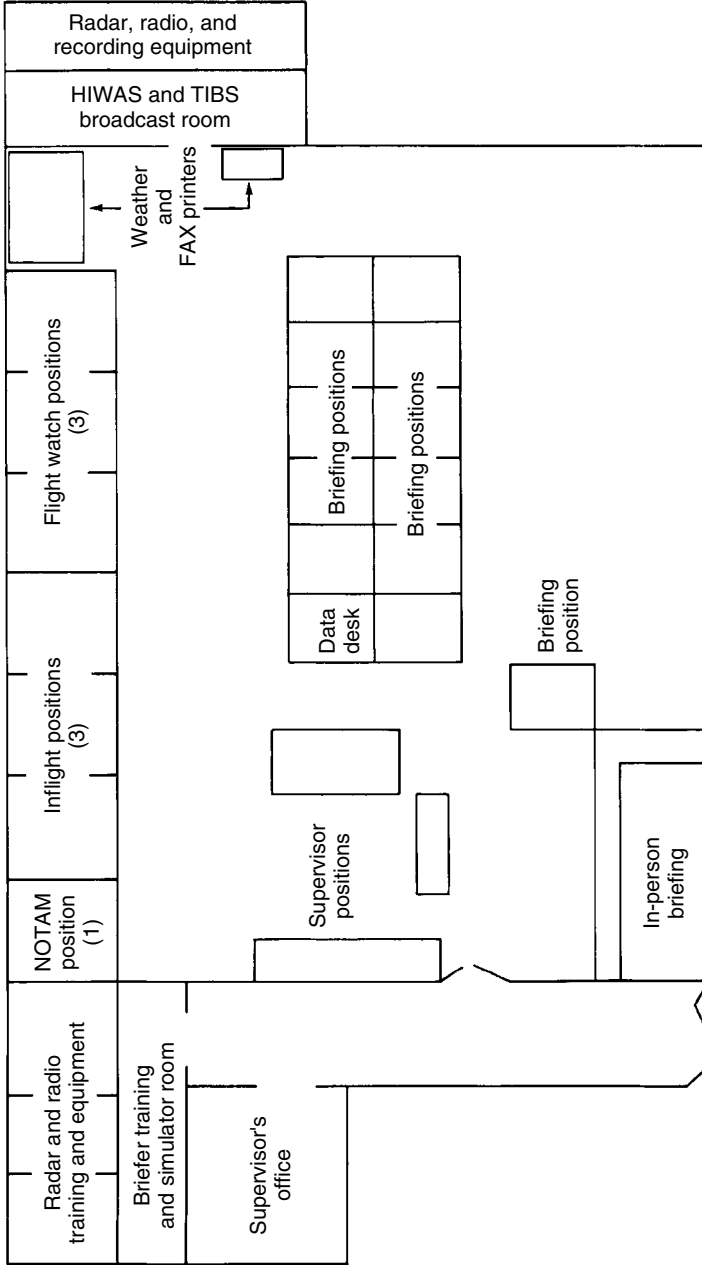 Radar, radio, and
recording equipment
HIWAS and TIBS
broadcast room
Weather
and
FAX printers
Flight watch positions
(3)
Briefing positions
Briefing positions
Inflight positions
(3)
Data
desk
Briefing
position
NOTAM
position
(1)
Supervisor
positions
In-person
briefing
Radar and radio
training and equipment
Briefer training
and simulator room
Supervisor's
office